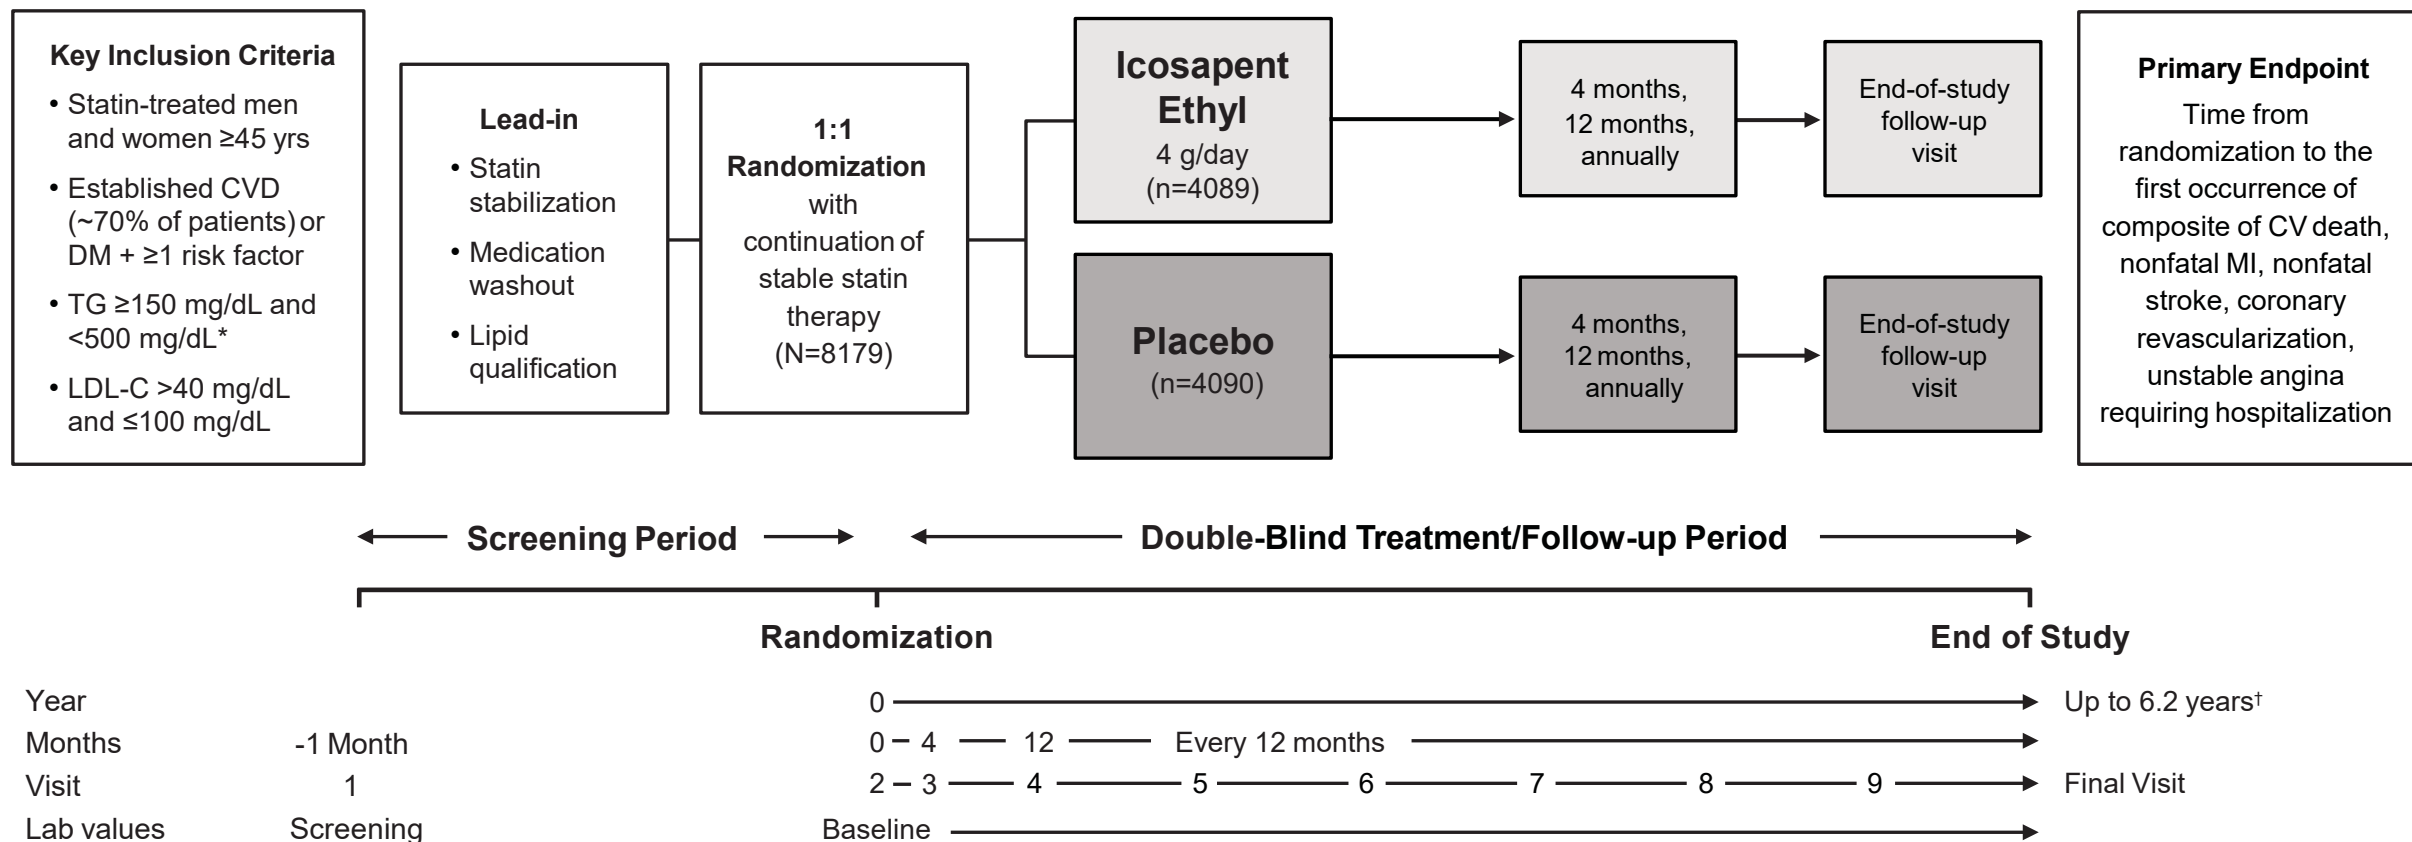 Key Inclusion Criteria
• Statin-treated men
and women ≥45 yrs
• Established CVD
(~70% of patients) or
DM + ≥1 risk factor
• TG ≥150 mg/dL and
<500 mg/dL*
• LDL-C >40 mg/dL
and ≤100 mg/dL
Lead-in
• Statin
stabilization
• Medication
washout
• Lipid
qualification
1:1
Randomization
with
continuation of
stable statin
therapy
(N=8179)
Icosapent
Ethyl
4 g/day
(n=4089)
4 months,
12 months,
annually
End-of-study
follow-up
visit
Placebo
(n=4090)
4 months,
12 months,
annually
End-of-study
follow-up
visit
Primary Endpoint
Time from
randomization to the
first occurrence of
composite of CV death,
nonfatal MI, nonfatal
stroke, coronary
revascularization,
unstable angina
requiring hospitalization
Screening Period
Double-Blind Treatment/Follow-up Period
Randomization
End of Study
Year 0 Up to 6.2 years†
Months -1 Month 0 4 12 Every 12 months
Visit 1 2 3 4 5 6 7 8 9 Final Visit
Lab values Screening Baseline